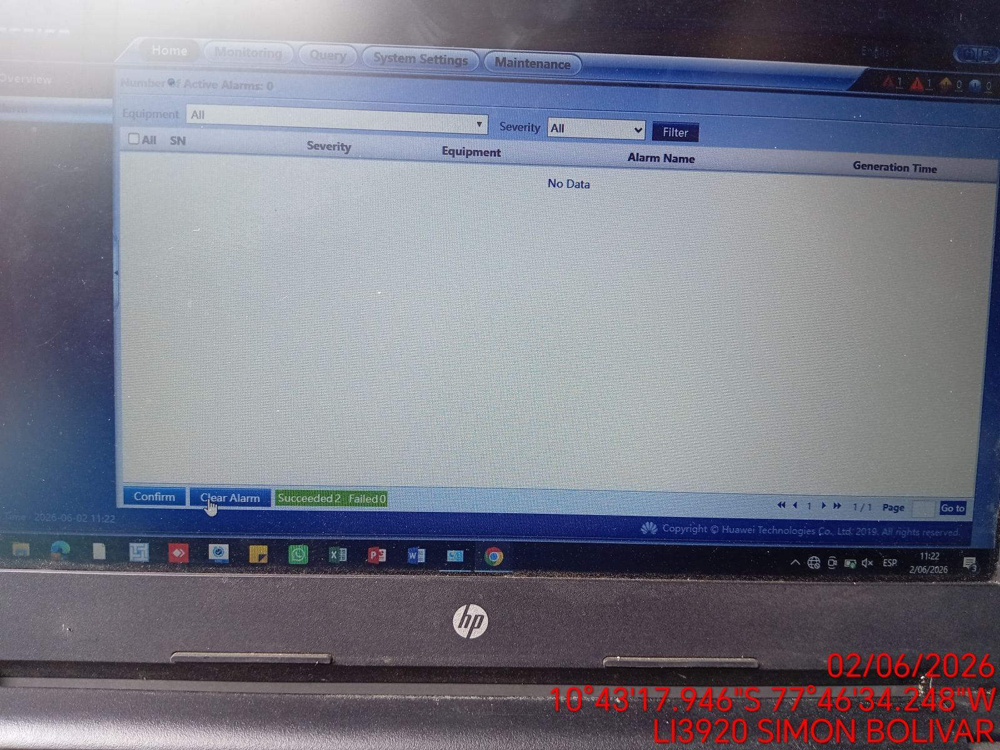 Home Monitoring Query System Settings Maintenance English
Overview
Number of Active Alarms: 0
1 1 0 0
Alarm
Equipment All Severity All Filter
All SN Severity Equipment Alarm Name Generation Time
No Data
Confirm Clear Alarm Succeeded 2 Failed 0
1 1 / 1 Page Go to
Time : 2026-06-02 11:22
Copyright © Huawei Technologies Co., Ltd. 2019. All rights reserved.
ESP
11:22
2/06/2026
3
hp
02/06/2026
10°43'17.946"S 77°46'34.248"W
LI3920 SIMON BOLIVAR